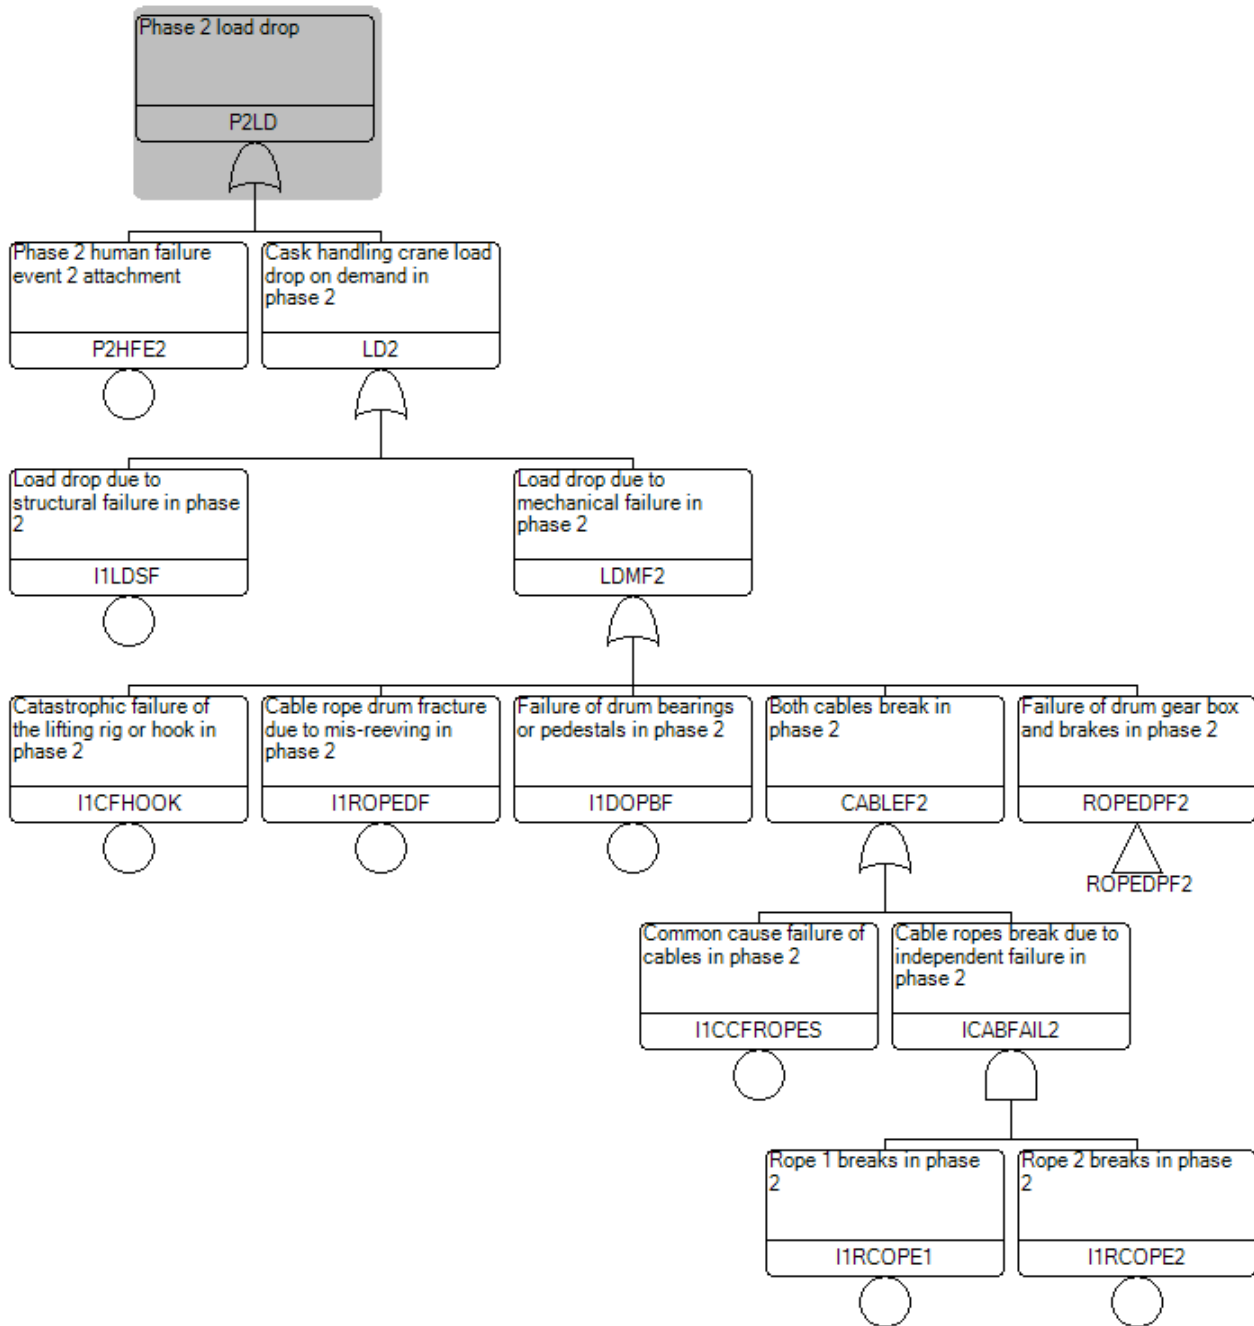 Phase 2 load drop
P2LD
Phase 2 human failure
event 2 attachment
P2HFE2
Cask handling crane load
drop on demand in
phase 2
LD2
Load drop due to
structural failure in phase
2
I1LDSF
Load drop due to
mechanical failure in
phase 2
LDMF2
Catastrophic failure of
the lifting rig or hook in
phase 2
I1CFHOOK
Cable rope drum fracture
due to mis-reeving in
phase 2
I1ROPEDF
Failure of drum bearings
or pedestals in phase 2
I1DOPBF
Both cables break in
phase 2
CABLEF2
Failure of drum gear box
and brakes in phase 2
ROPEDPF2
ROPEDPF2
Common cause failure of
cables in phase 2
I1CCFROPES
Cable ropes break due to
independent failure in
phase 2
ICABFAIL2
Rope 1 breaks in phase
2
I1RCOPE1
Rope 2 breaks in phase
2
I1RCOPE2